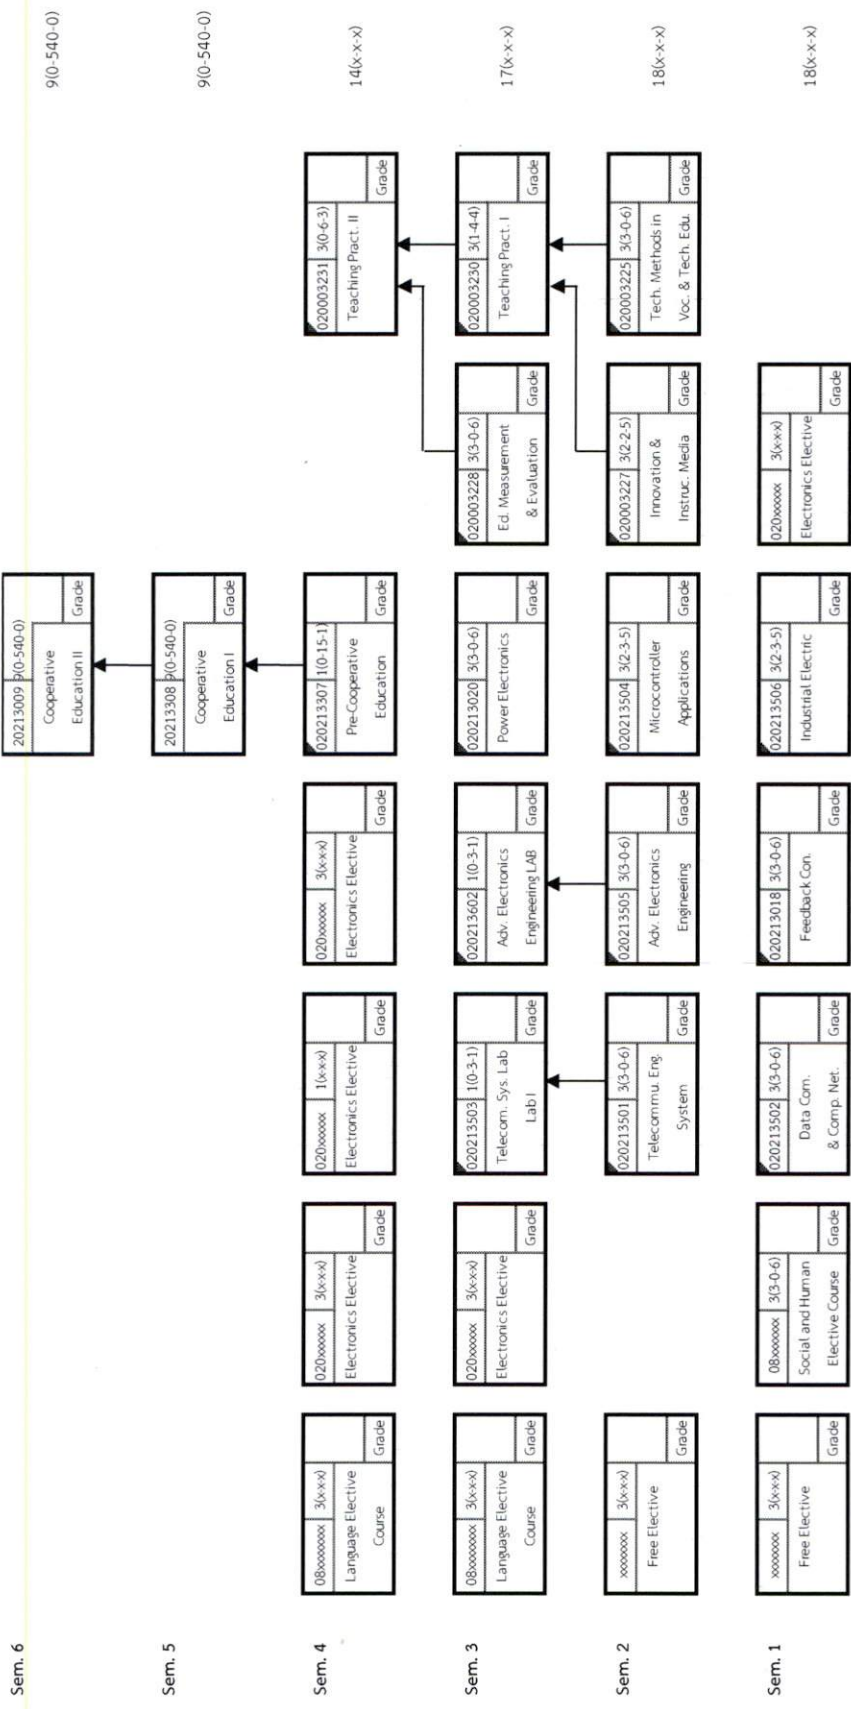 Sem. 6
20213009 9(0-540-0)
Cooperative
Education II
Grade
9(0-540-0)
Sem. 5
20213308 9(0-540-0)
Cooperative
Education I
Grade
9(0-540-0)
Sem. 4
08xxxxxxx 3(x-x-x)
Language Elective
Course
Grade
020xxxxxx 3(x-x-x)
Electronics Elective
Grade
020xxxxxx 1(x-x-x)
Electronics Elective
Grade
020xxxxxx 3(x-x-x)
Electronics Elective
Grade
020213307 1(0-15-1)
Pre-Cooperative
Education
Grade
020003231 3(0-6-3)
Teaching Pract. II
Grade
14(x-x-x)
Sem. 3
08xxxxxxx 3(x-x-x)
Language Elective
Course
Grade
020xxxxxx 3(x-x-x)
Electronics Elective
Grade
020213503 1(0-3-1)
Telecom. Sys. Lab
Lab I
Grade
020213602 1(0-3-1)
Adv. Electronics
Engineering LAB
Grade
020213020 3(3-0-6)
Power Electronics
Grade
020003228 3(3-0-6)
Ed. Measurement
& Evaluation
Grade
020003230 3(1-4-4)
Teaching Pract. I
Grade
17(x-x-x)
Sem. 2
xxxxxxxx 3(x-x-x)
Free Elective
Grade
020213501 3(3-0-6)
Telecommu. Eng.
System
Grade
020213505 3(3-0-6)
Adv. Electronics
Engineering
Grade
020213504 3(2-3-5)
Microcontroller
Applications
Grade
020003227 3(2-2-5)
Innovation &
Instruc. Media
Grade
020003225 3(3-0-6)
Tech. Methods in
Voc. & Tech. Edu.
Grade
18(x-x-x)
Sem. 1
xxxxxxxx 3(x-x-x)
Free Elective
Grade
08xxxxxxx 3(3-0-6)
Social and Human
Elective Course
Grade
020213502 3(3-0-6)
Data Com.
& Comp. Net.
Grade
020213018 3(3-0-6)
Feedback Con.
Grade
020213506 3(2-3-5)
Industrial Electric
Grade
020xxxxxx 3(x-x-x)
Electronics Elective
Grade
18(x-x-x)